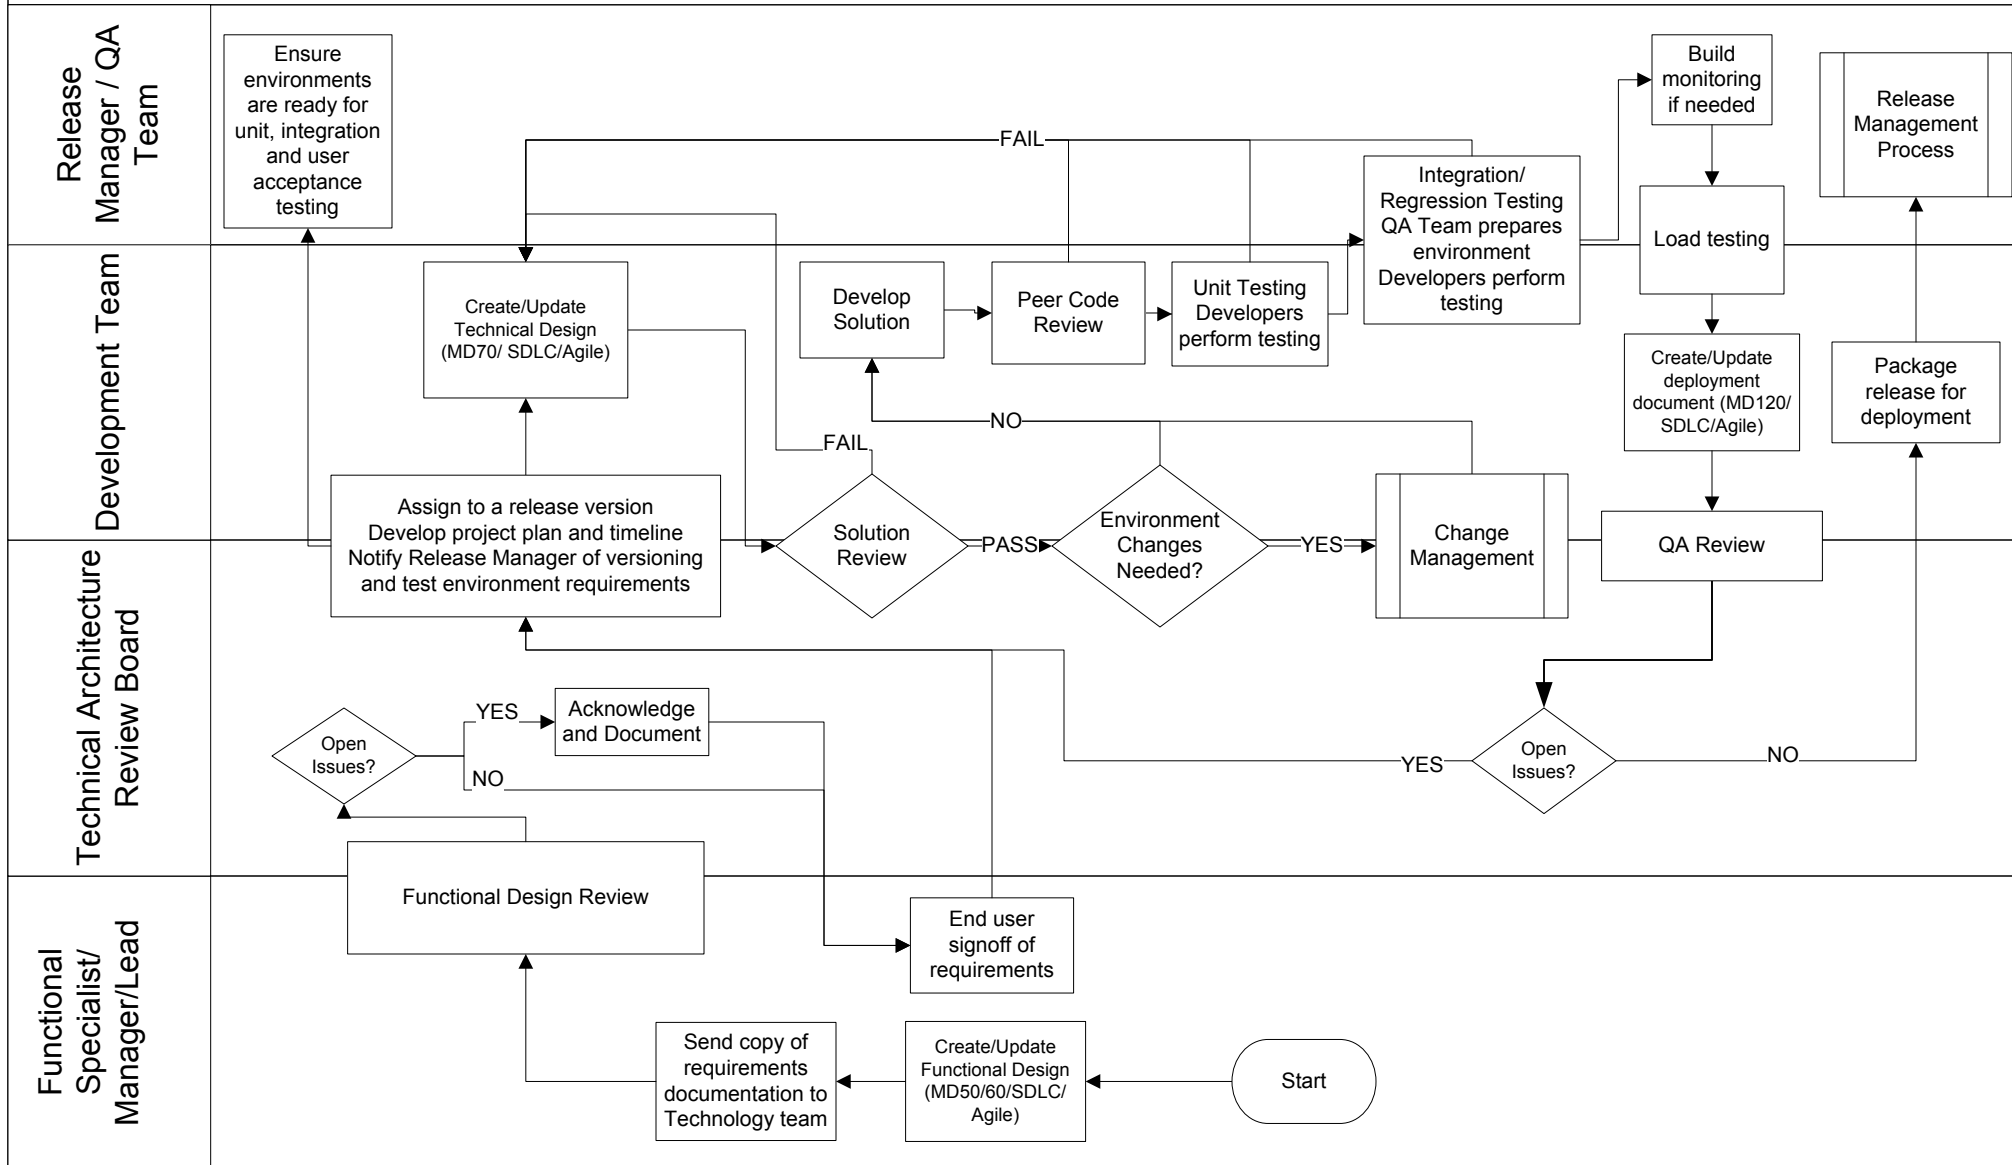 Release
Manager / QA
Team
Ensure
environments
are ready for
unit, integration
and user
acceptance
testing
FAIL
Integration/
Regression Testing
QA Team prepares
environment
Developers perform
testing
Build
monitoring
if needed
Load testing
Release
Management
Process
Development Team
Create/Update
Technical Design
(MD70/ SDLC/Agile)
Develop
Solution
Peer Code
Review
Unit Testing
Developers
perform testing
Create/Update
deployment
document (MD120/
SDLC/Agile)
Package
release for
deployment
FAIL
NO
Assign to a release version
Develop project plan and timeline
Notify Release Manager of versioning
and test environment requirements
Solution
Review
PASS
Environment
Changes
Needed?
YES
Change
Management
QA Review
Technical Architecture
Review Board
Open
Issues?
YES
NO
Acknowledge
and Document
YES
Open
Issues?
NO
Functional Design Review
Functional
Specialist/
Manager/Lead
End user
signoff of
requirements
Send copy of
requirements
documentation to
Technology team
Create/Update
Functional Design
(MD50/60/SDLC/
Agile)
Start